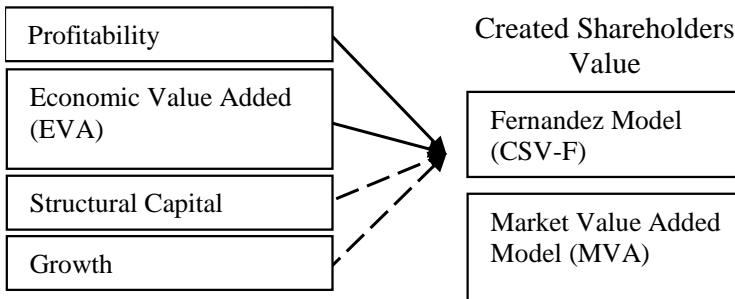 Profitability
Economic Value Added
(EVA)
Structural Capital
Growth
Created Shareholders
Value
Fernandez Model
(CSV-F)
Market Value Added
Model (MVA)